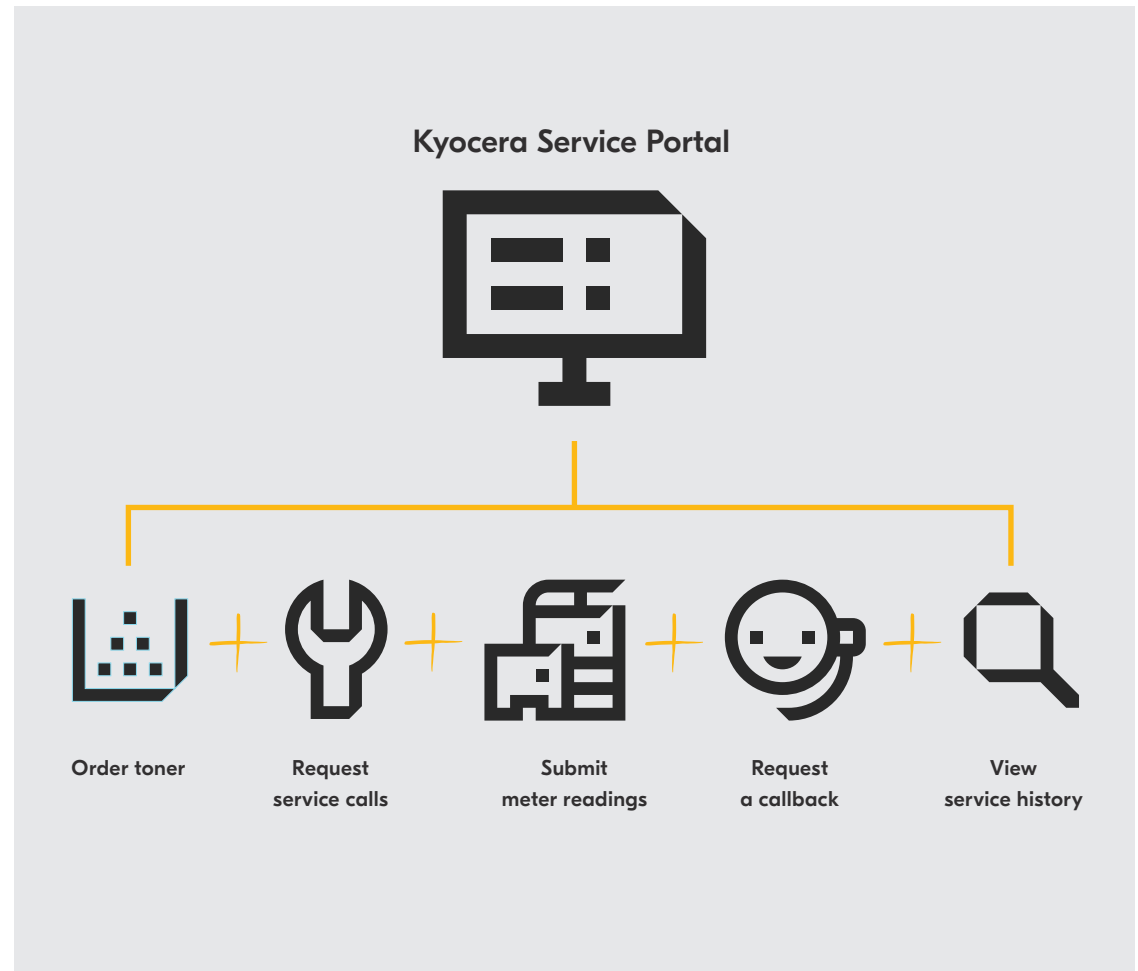 Kyocera Service Portal
Order toner
Request
service calls
Submit
meter readings
Request
a callback
View
service history